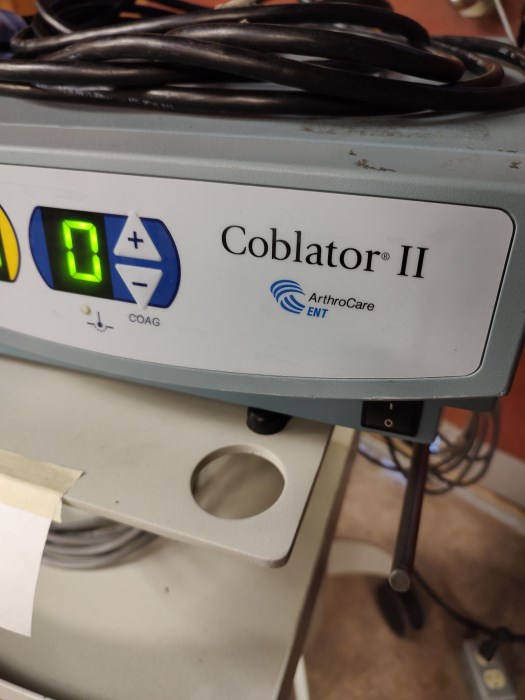 0
+
−
COAG
Coblator® II
ArthroCare
ENT